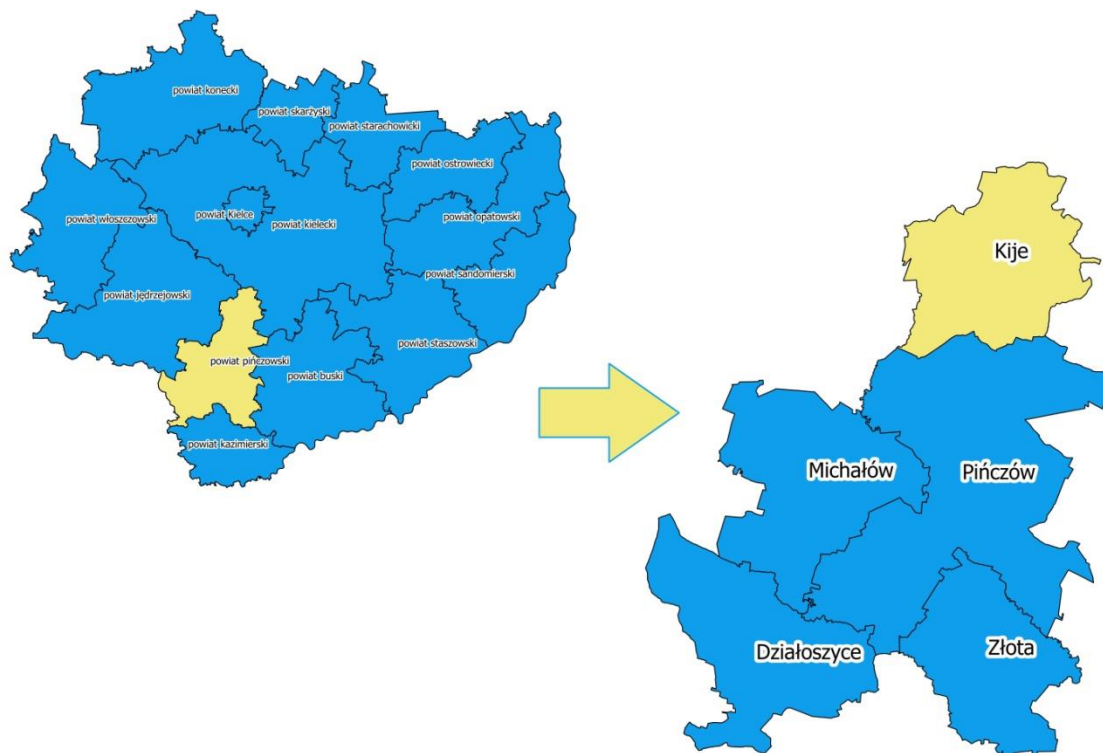 powiat konecki
powiat skarżyski
powiat starachowicki
powiat ostrowiecki
powiat włoszczowski
powiat Kielce
powiat kielecki
powiat opatowski
powiat sandomierski
powiat jędrzejowski
powiat pińczowski
powiat staszowski
powiat buski
powiat kazimierski
Kije
Michałów
Pińczów
Działoszyce
Złota